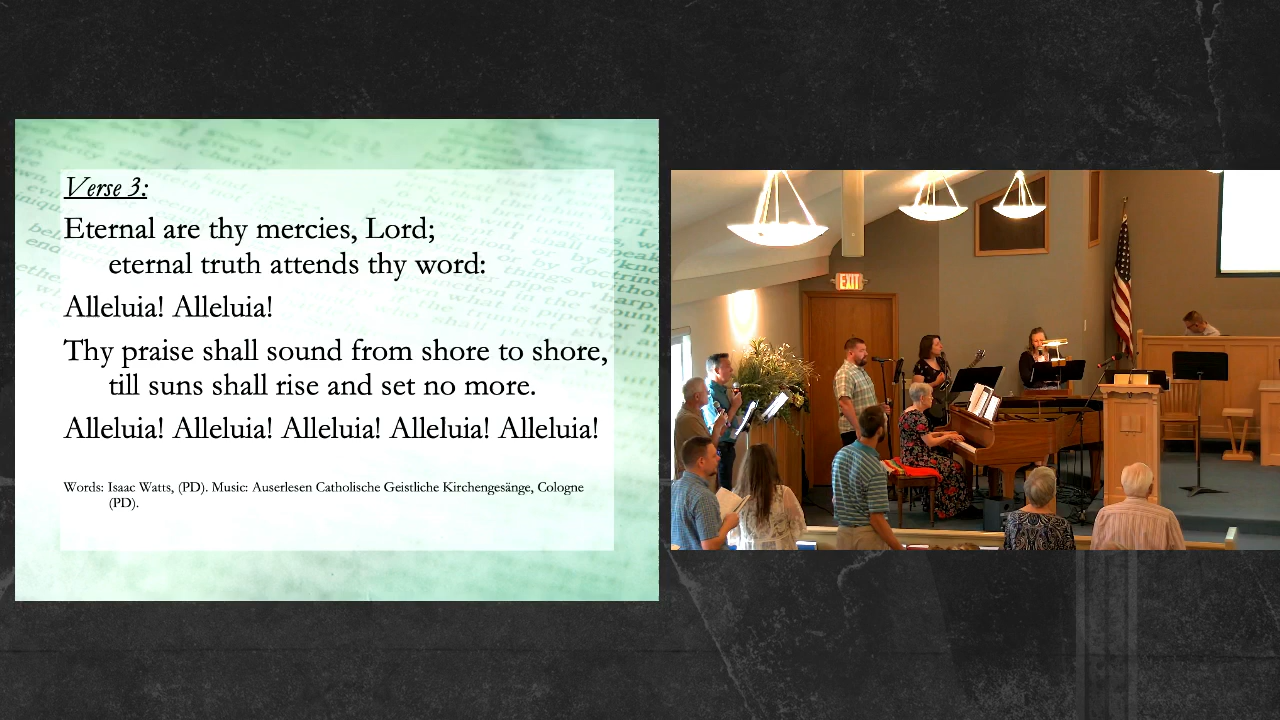 Verse 3:
Eternal are thy mercies, Lord;
eternal truth attends thy word:
Alleluia! Alleluia!
Thy praise shall sound from shore to shore,
till suns shall rise and set no more.
Alleluia! Alleluia! Alleluia! Alleluia! Alleluia!
Words: Isaac Watts, (PD). Music: Auserlesen Catholische Geistliche Kirchengesänge, Cologne
(PD).
EXIT